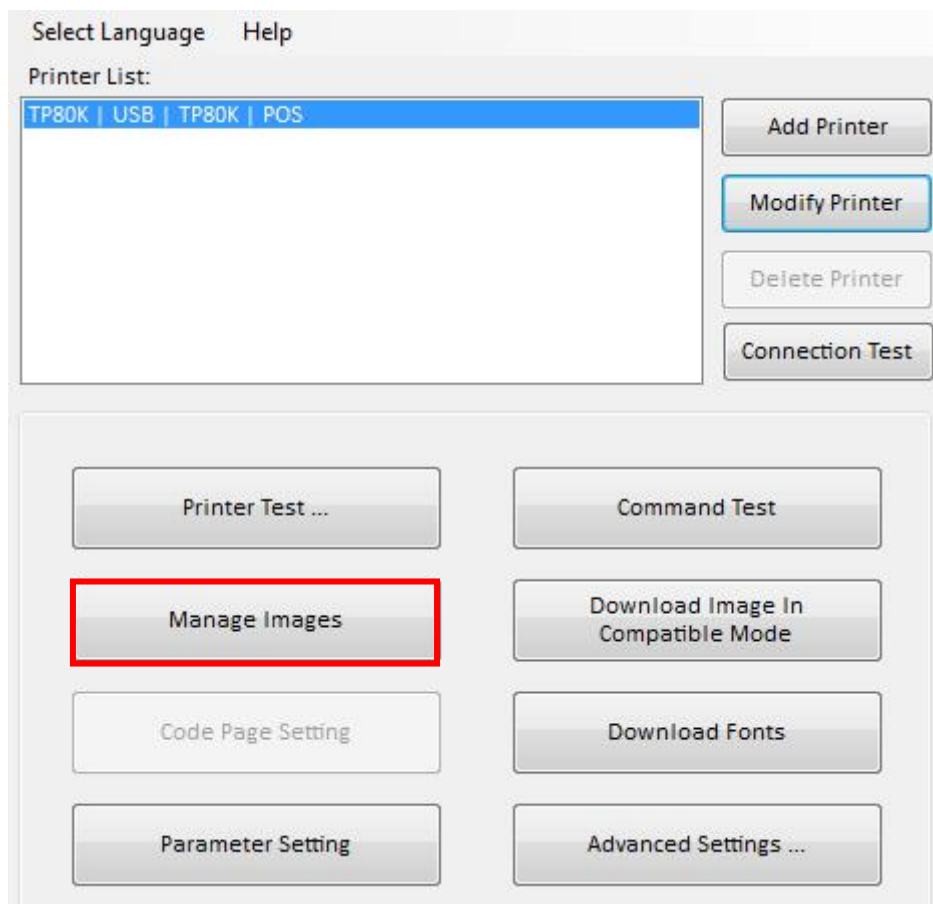 Select Language Help
Printer List:
TP80K | USB | TP80K | POS
Add Printer
Modify Printer
Delete Printer
Connection Test
Printer Test ...
Command Test
Manage Images
Download Image In
Compatible Mode
Code Page Setting
Download Fonts
Parameter Setting
Advanced Settings ...